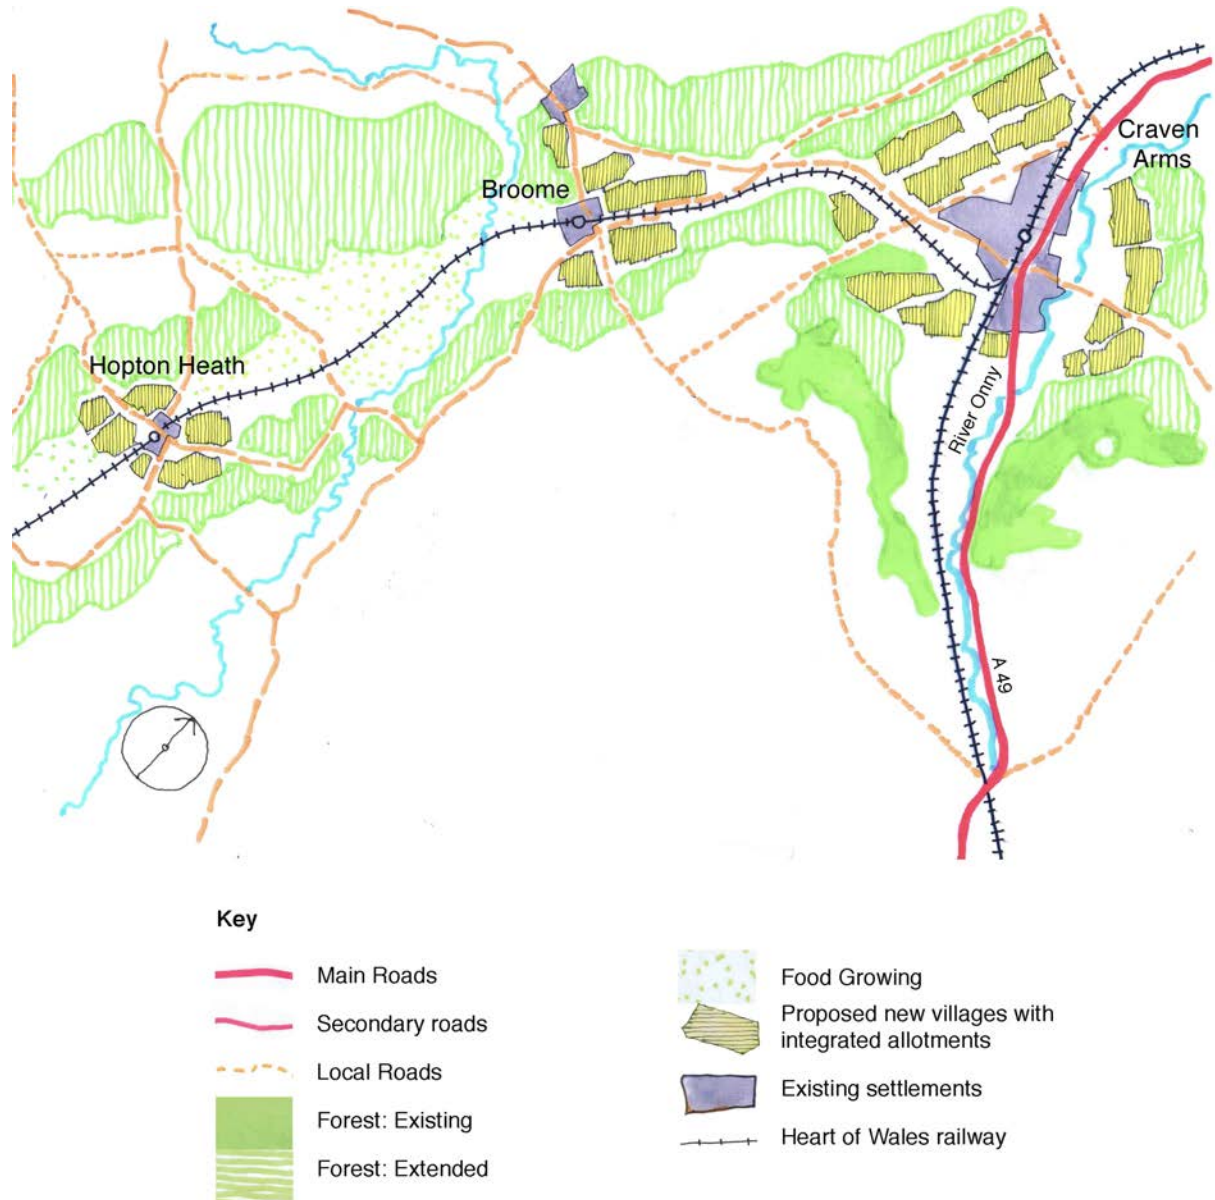 Craven
Arms
Broome
Hopton Heath
River Onny
A 49
Key
Main Roads
Secondary roads
Local Roads
Forest: Existing
Forest: Extended
Food Growing
Proposed new villages with
integrated allotments
Existing settlements
Heart of Wales railway